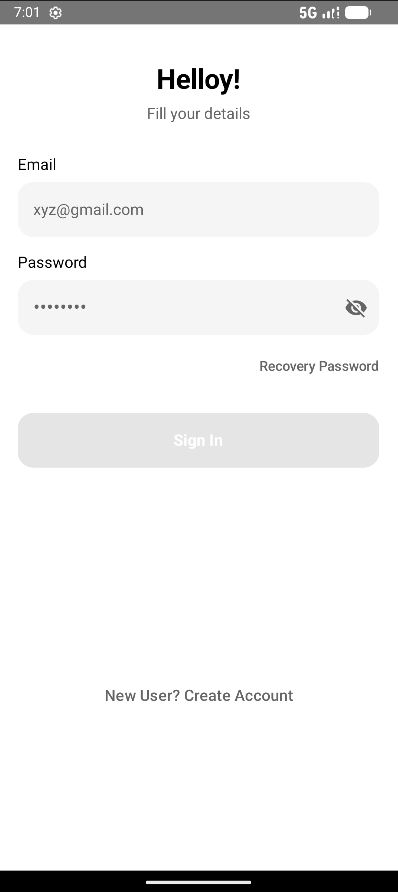 7:01 5G
Helloy!
Fill your details
Email
xyz@gmail.com
Password
••••••••
Recovery Password
Sign In
New User? Create Account